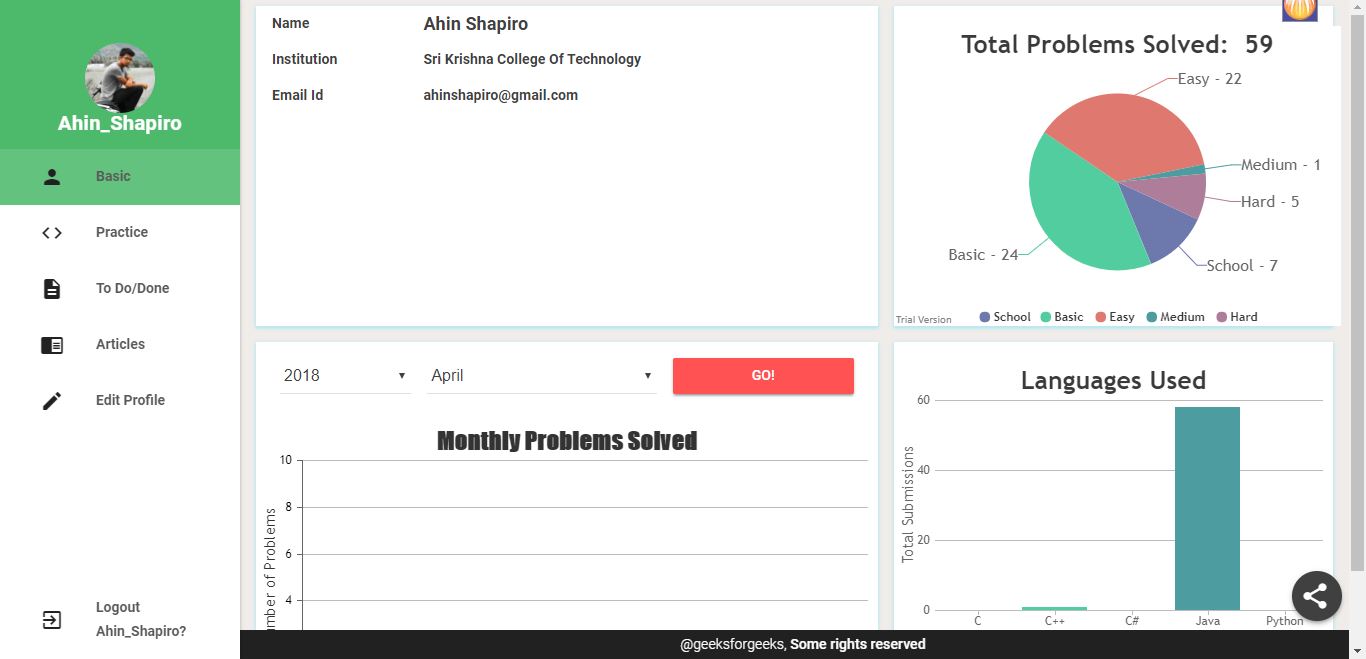 Ahin_Shapiro
Basic
Practice
To Do/Done
Articles
Edit Profile
Logout
Ahin_Shapiro?
Name Ahin Shapiro
Institution Sri Krishna College Of Technology
Email Id ahinshapiro@gmail.com
Total Problems Solved: 59
Easy - 22
Medium - 1
Hard - 5
School - 7
Basic - 24
Trial Version
School Basic Easy Medium Hard
2018 April GO!
Monthly Problems Solved
10
8
6
4
mber of Problems
Languages Used
60
40
20
0
Total Submissions
C C++ C# Java Python
@geeksforgeeks, Some rights reserved